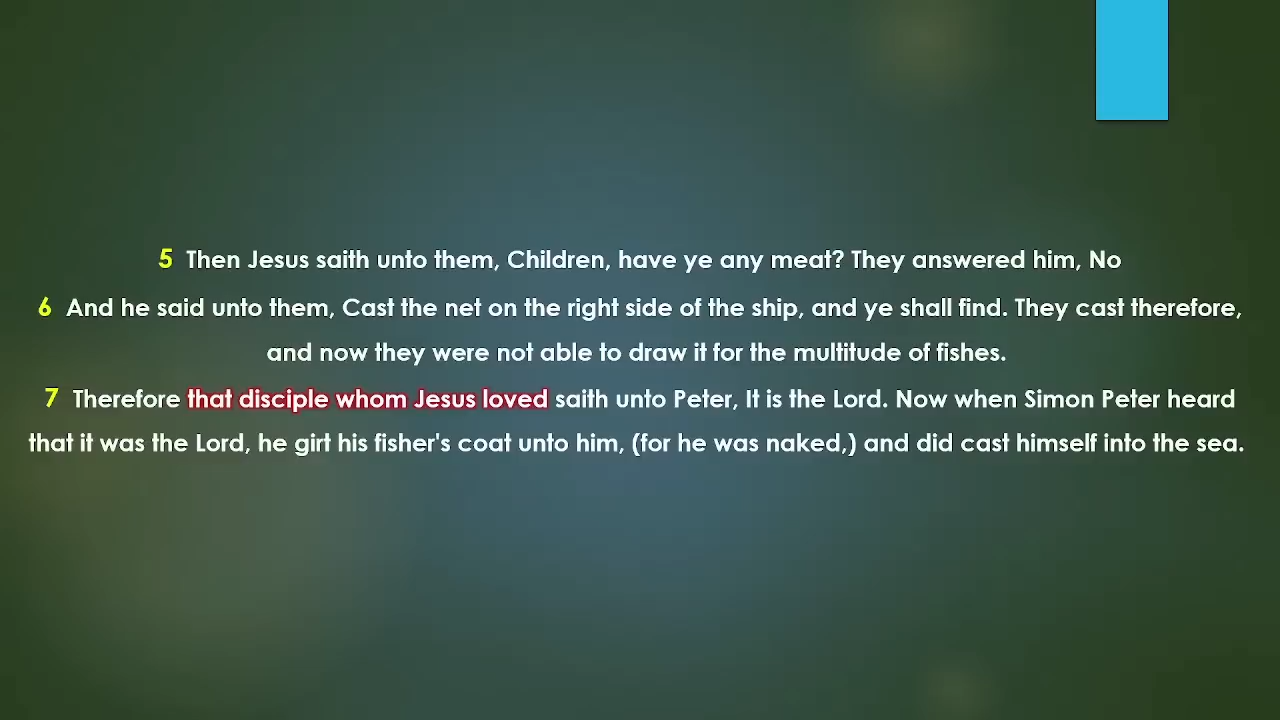 5 Then Jesus saith unto them, Children, have ye any meat? They answered him, No
6 And he said unto them, Cast the net on the right side of the ship, and ye shall find. They cast therefore,
and now they were not able to draw it for the multitude of fishes.
7 Therefore that disciple whom Jesus loved saith unto Peter, It is the Lord. Now when Simon Peter heard
that it was the Lord, he girt his fisher's coat unto him, (for he was naked,) and did cast himself into the sea.